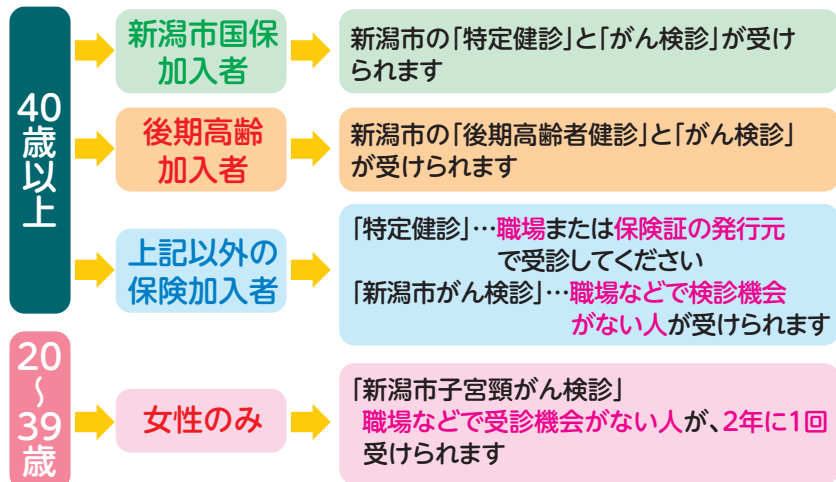 40歳以上
新潟市国保
加入者
新潟市の「特定健診」と「がん検診」が受け
られます
後期高齢
加入者
新潟市の「後期高齢者健診」と「がん検診」
が受けられます
上記以外の
保険加入者
「特定健診」…職場または保険証の発行元
で受診してください
「新潟市がん検診」…職場などで検診機会
がない人が受けられます
20〜39歳
女性のみ
「新潟市子宮頸がん検診」
職場などで受診機会がない人が、2年に1回
受けられます